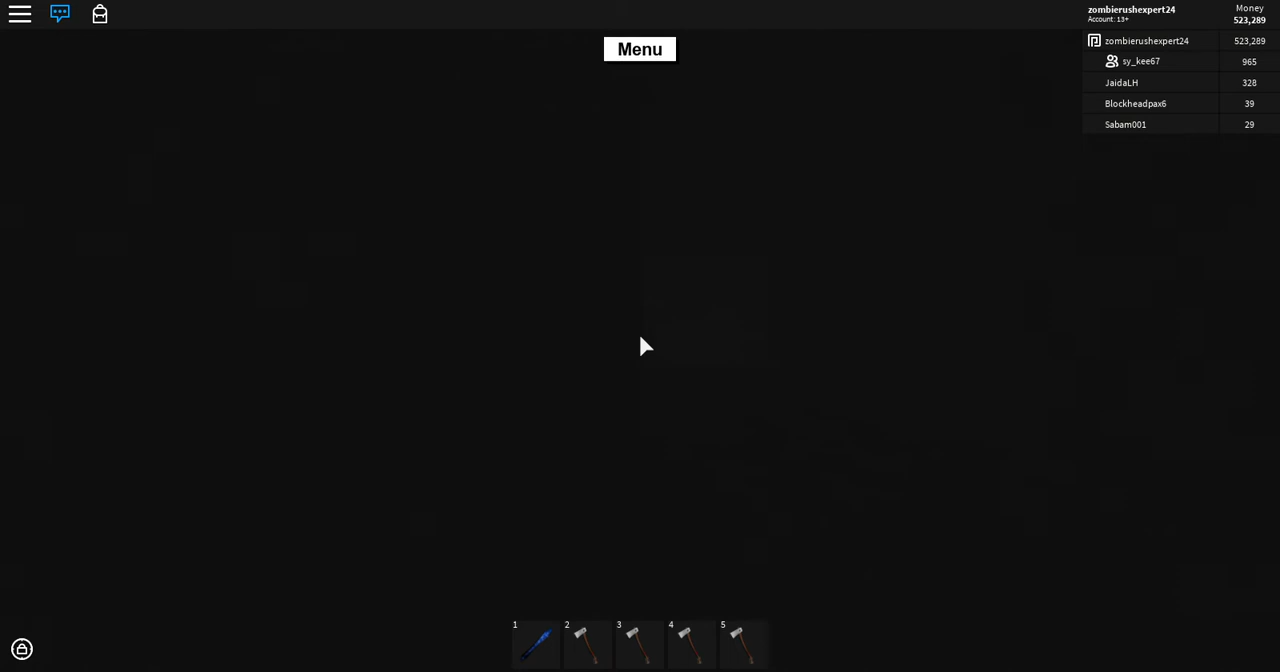 zombierushexpert24 Money
Account: 13+ 523,289
Menu
zombierushexpert24 523,289
sy_kee67 965
JaidaLH 328
Blockheadpax6 39
Sabam001 29
1 2 3 4 5